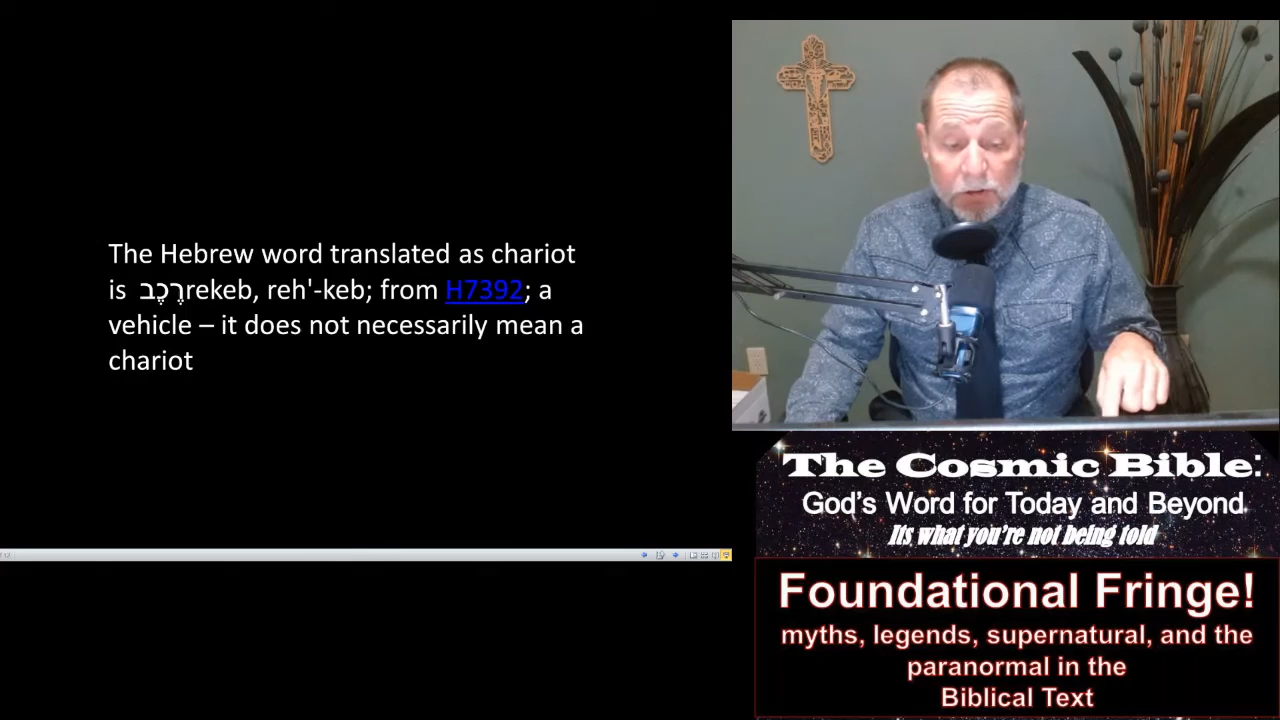 The Hebrew word translated as chariot
is רֶכֶב rekeb, reh'-keb; from H7392; a
vehicle – it does not necessarily mean a
chariot
The Cosmic Bible:
God's Word for Today and Beyond
Its what you're not being told
Foundational Fringe!
myths, legends, supernatural, and the
paranormal in the
Biblical Text